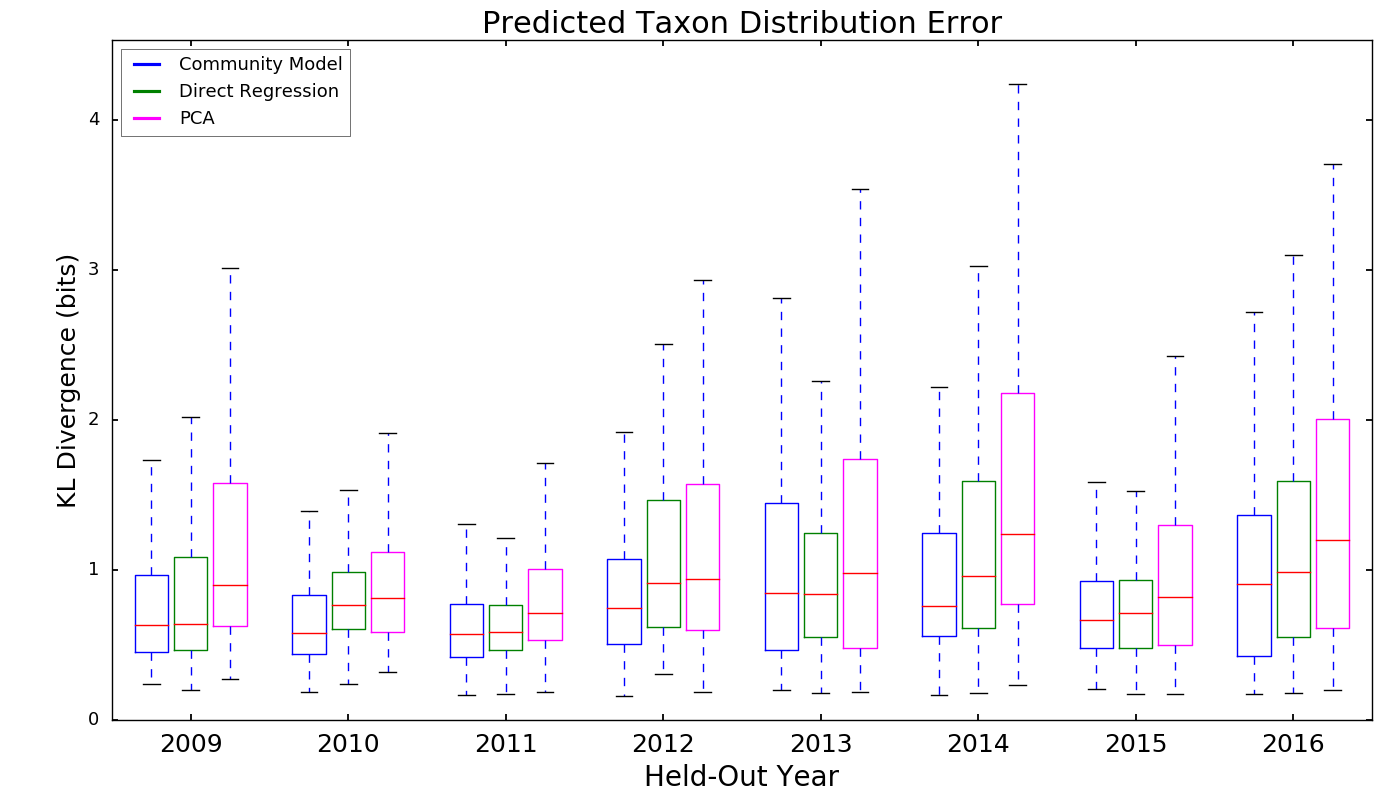 Predicted Taxon Distribution Error
Community Model
Direct Regression
PCA
KL Divergence (bits)
4
3
2
1
0
2009 2010 2011 2012 2013 2014 2015 2016
Held-Out Year